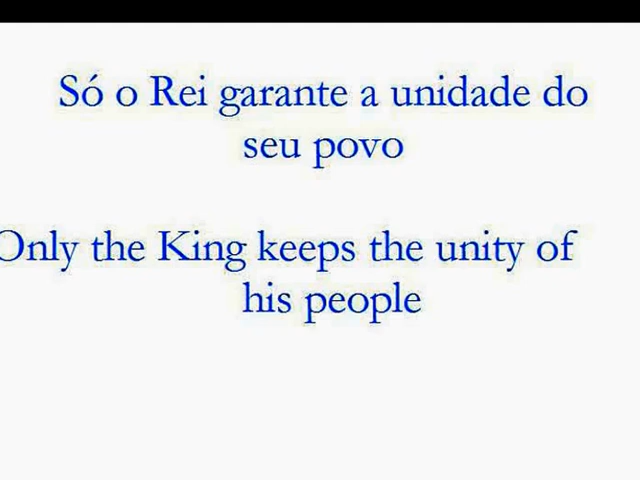 Só o Rei garante a unidade do
seu povo
Only the King keeps the unity of
his people